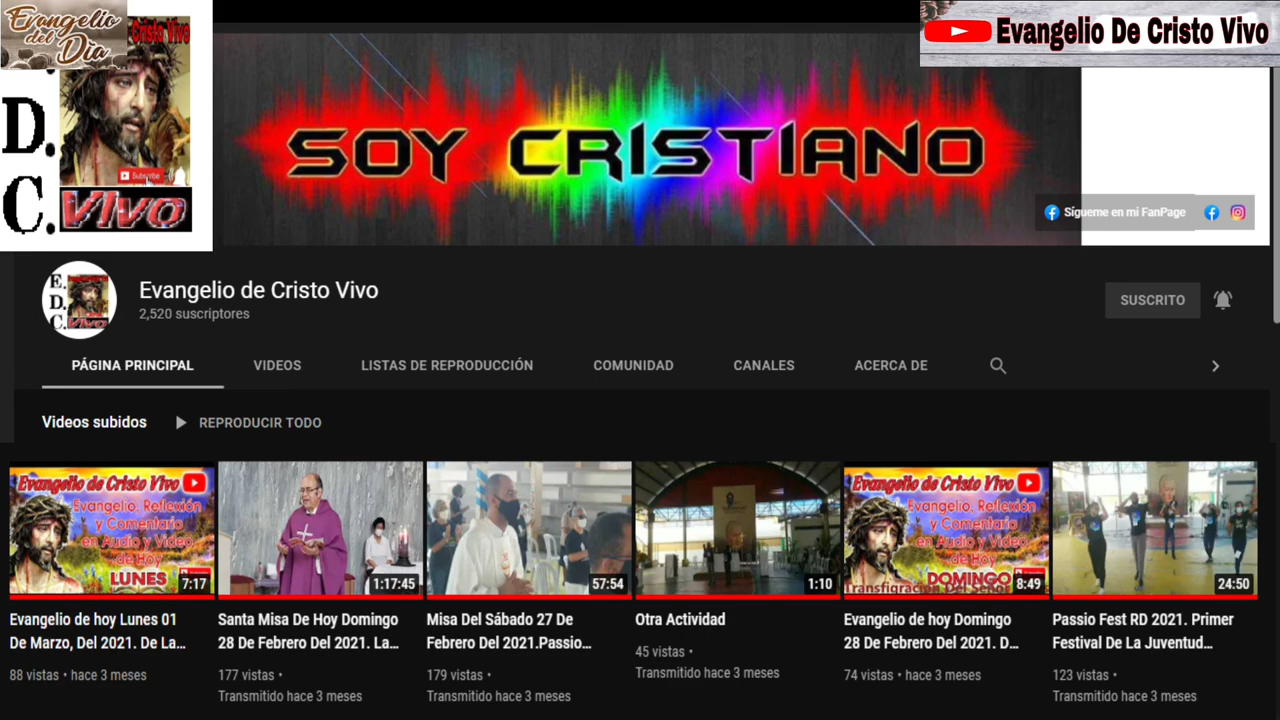 Evangelio
del
Día
Cristo Vivo
D.
C.
Subscribe
Vivo
Evangelio De Cristo Vivo
SOY CRISTIANO
Sígueme en mi FanPage
E.
D.
C.
Vivo
Evangelio de Cristo Vivo
2,520 suscriptores
SUSCRITO
PÁGINA PRINCIPAL
VIDEOS
LISTAS DE REPRODUCCIÓN
COMUNIDAD
CANALES
ACERCA DE
Videos subidos
REPRODUCIR TODO
Evangelio de Cristo Vivo
Evangelio, Reflexión
y Comentario
en Audio y Video
de Hoy
LUNES
7:17
1:17:45
57:54
1:10
Evangelio de Cristo Vivo
Evangelio, Reflexión
y Comentario
en Audio y Video
de Hoy
DOMINGO
Transfigracion Del Señor
8:49
24:50
Evangelio de hoy Lunes 01
De Marzo, Del 2021. De La...
88 vistas • hace 3 meses
Santa Misa De Hoy Domingo
28 De Febrero Del 2021. La...
177 vistas •
Transmitido hace 3 meses
Misa Del Sábado 27 De
Febrero Del 2021.Passio...
179 vistas •
Transmitido hace 3 meses
Otra Actividad
45 vistas •
Transmitido hace 3 meses
Evangelio de hoy Domingo
28 De Febrero Del 2021. D...
74 vistas • hace 3 meses
Passio Fest RD 2021. Primer
Festival De La Juventud...
123 vistas •
Transmitido hace 3 meses